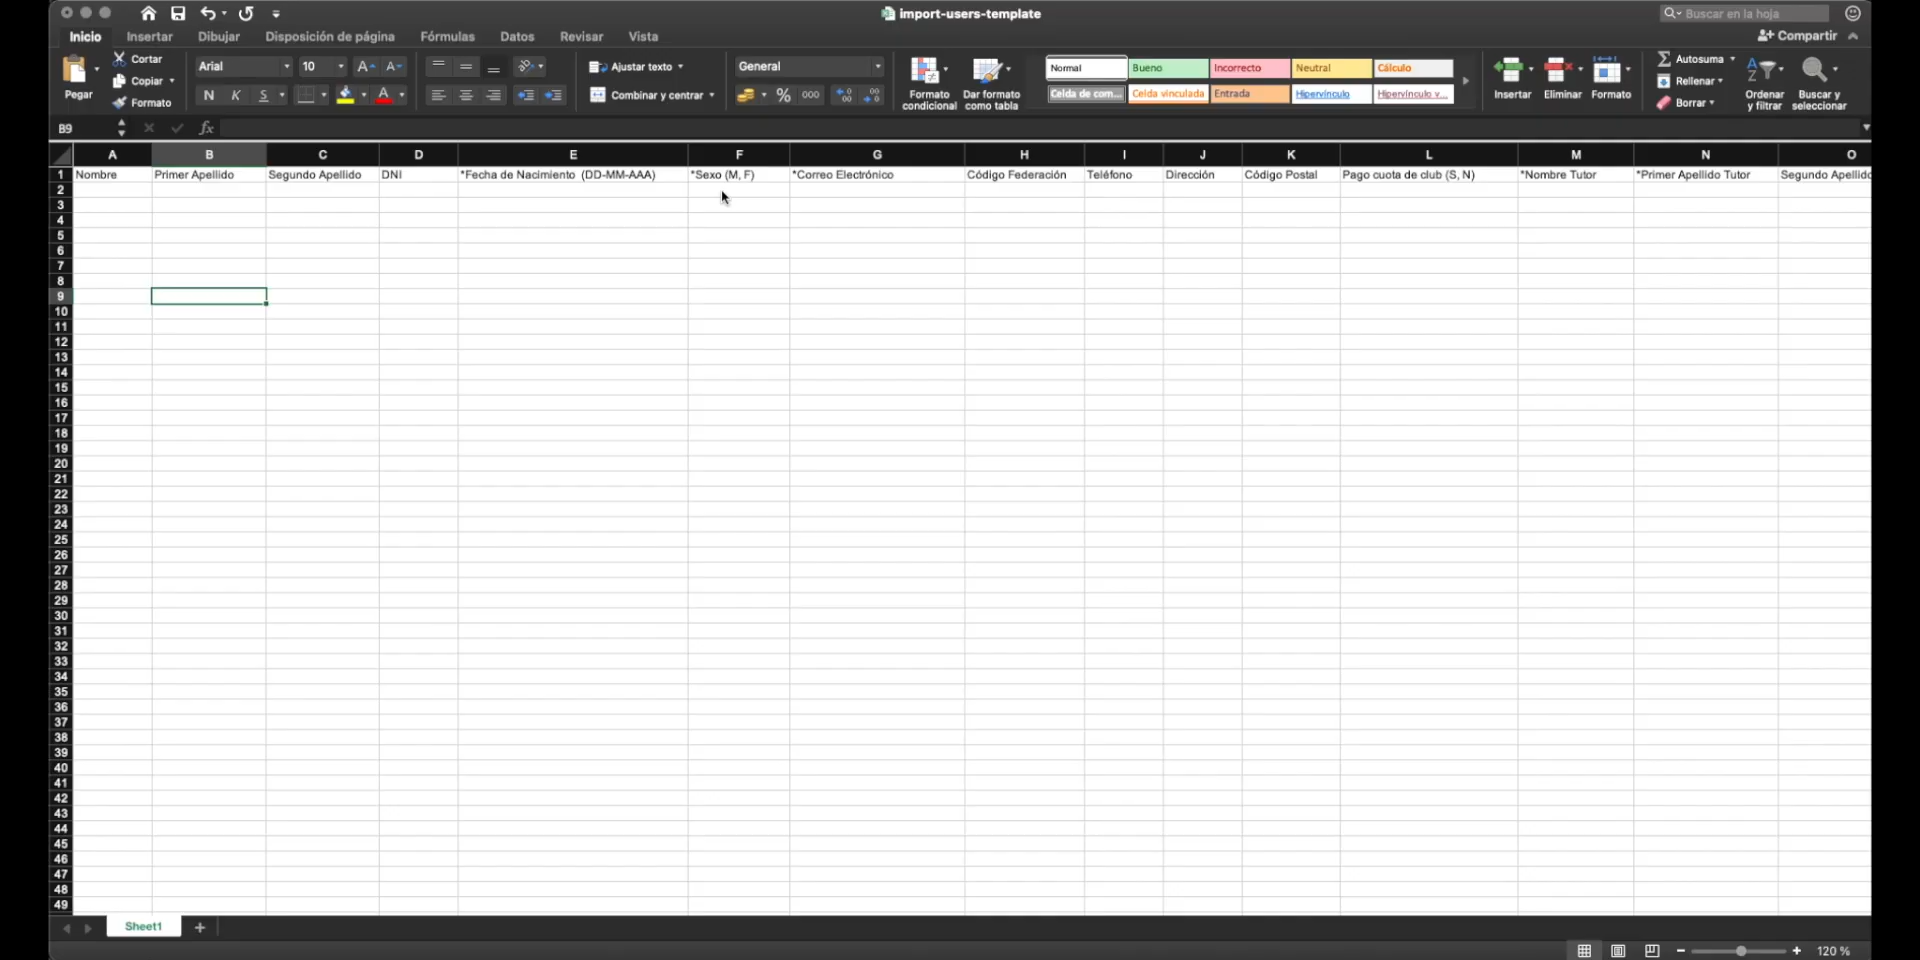 import-users-template
Buscar en la hoja
Inicio Insertar Dibujar Disposición de página Fórmulas Datos Revisar Vista
Compartir
Pegar
Cortar
Copiar
Formato
Arial 10
N K S
Ajustar texto
Combinar y centrar
General
% 000
Formato condicional
Dar formato como tabla
Normal Bueno Incorrecto Neutral Cálculo
Celda de com... Celda vinculada Entrada Hipervínculo Hipervínculo v...
Insertar Eliminar Formato
Autosuma
Rellenar
Borrar
Ordenar y filtrar
Buscar y seleccionar
B9 fx
A B C D E F G H I J K L M N O
1 Nombre Primer Apellido Segundo Apellido DNI *Fecha de Nacimiento (DD-MM-AAA) *Sexo (M, F) *Correo Electrónico Código Federación Teléfono Dirección Código Postal Pago cuota de club (S, N) *Nombre Tutor *Primer Apellido Tutor Segundo Apellido
2
3
4
5
6
7
8
9
10
11
12
13
14
15
16
17
18
19
20
21
22
23
24
25
26
27
28
29
30
31
32
33
34
35
36
37
38
39
40
41
42
43
44
45
46
47
48
49
Sheet1 +
120 %